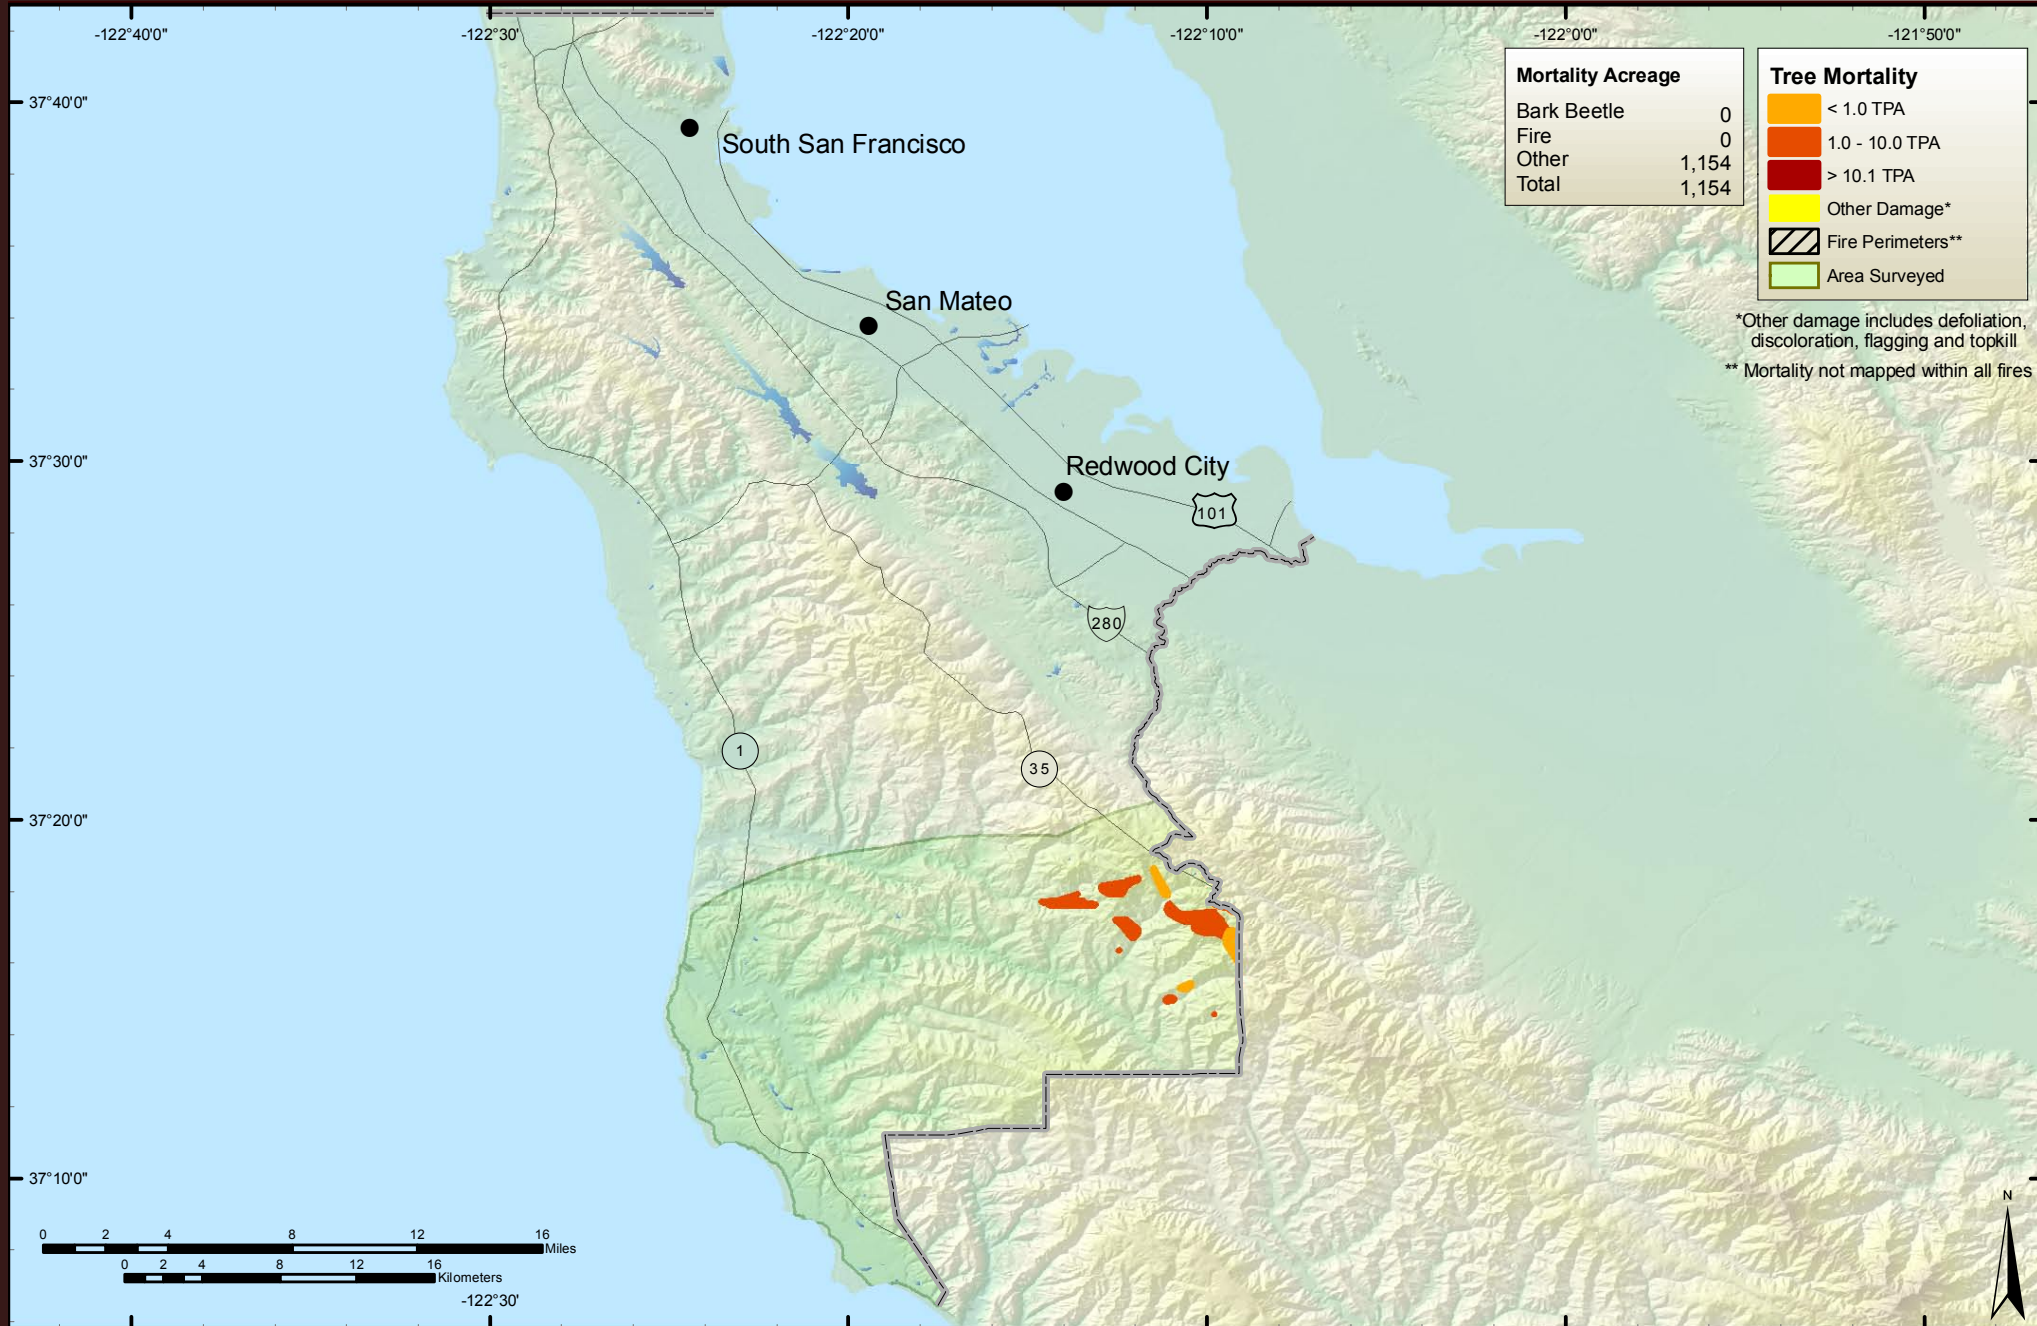 -122°40'0"
-122°30'
-122°20'0"
-122°10'0"
-122°0'0"
-121°50'0"
37°40'0"
37°30'0"
37°20'0"
37°10'0"
South San Francisco
San Mateo
Redwood City
101
280
1
35
Mortality Acreage
Bark Beetle 0
Fire 0
Other 1,154
Total 1,154
Tree Mortality
< 1.0 TPA
1.0 - 10.0 TPA
> 10.1 TPA
Other Damage*
Fire Perimeters**
Area Surveyed
*Other damage includes defoliation,
discoloration, flagging and topkill
** Mortality not mapped within all fires
N
0 2 4 8 12 16
Miles
0 2 4 8 12 16
Kilometers
-122°30'